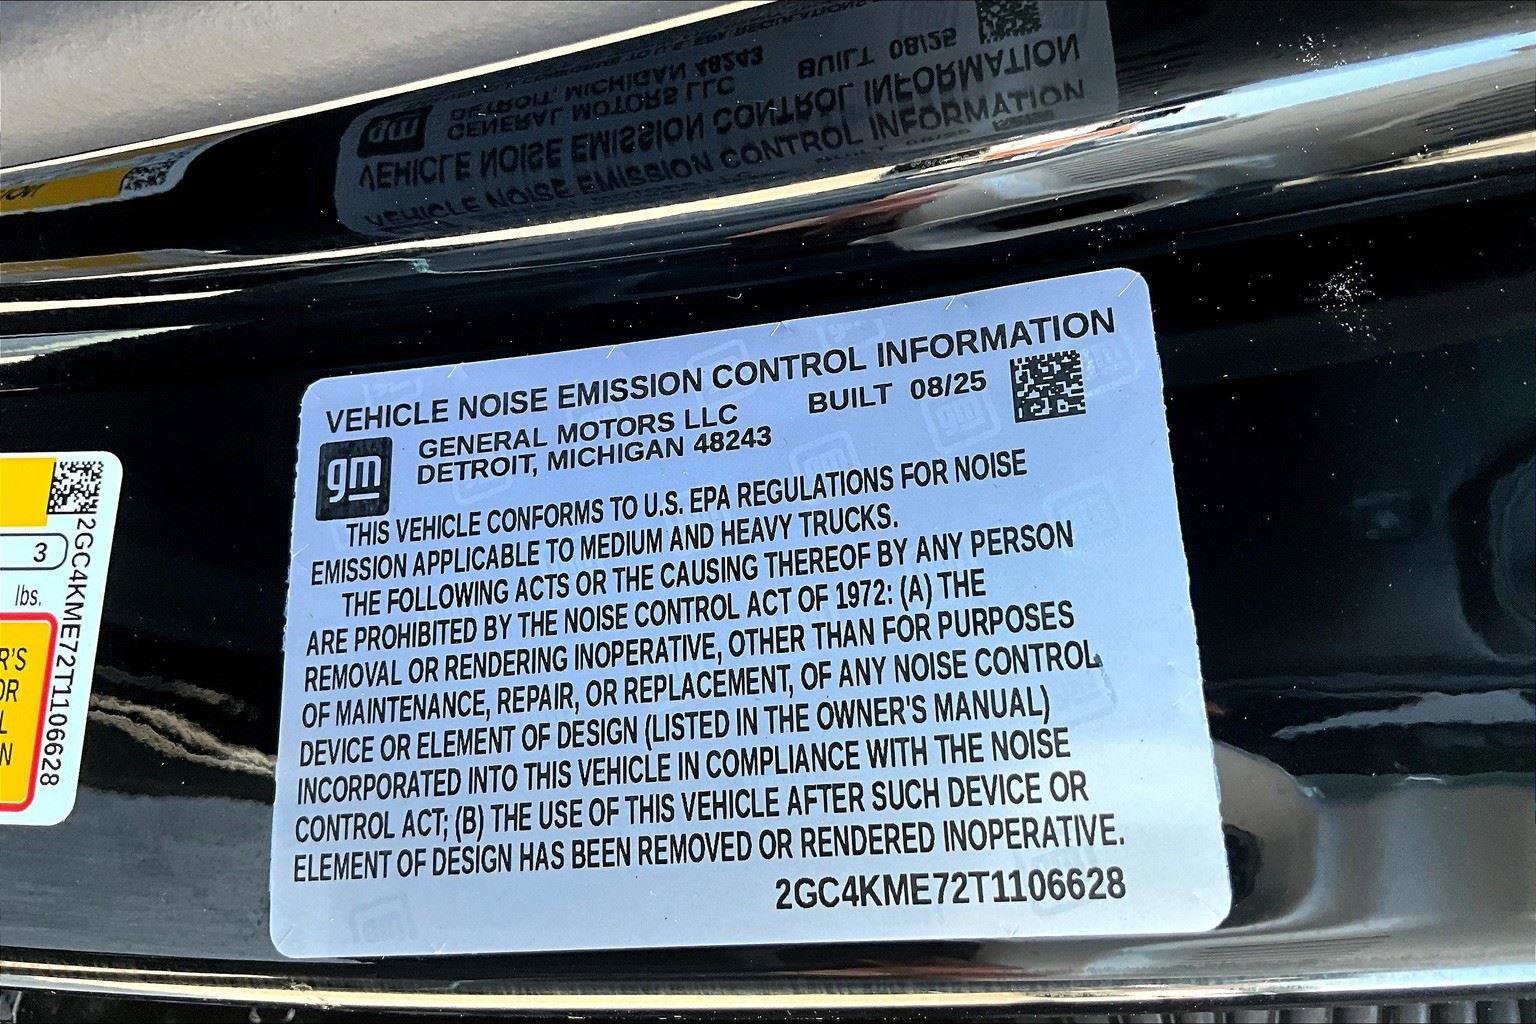 VEHICLE NOISE EMISSION CONTROL INFORMATION
gm
GENERAL MOTORS LLC
DETROIT, MICHIGAN 48243
BUILT 08/25
THIS VEHICLE CONFORMS TO U.S. EPA REGULATIONS FOR NOISE
EMISSION APPLICABLE TO MEDIUM AND HEAVY TRUCKS.
THE FOLLOWING ACTS OR THE CAUSING THEREOF BY ANY PERSON
ARE PROHIBITED BY THE NOISE CONTROL ACT OF 1972: (A) THE
REMOVAL OR RENDERING INOPERATIVE, OTHER THAN FOR PURPOSES
OF MAINTENANCE, REPAIR, OR REPLACEMENT, OF ANY NOISE CONTROL
DEVICE OR ELEMENT OF DESIGN (LISTED IN THE OWNER'S MANUAL)
INCORPORATED INTO THIS VEHICLE IN COMPLIANCE WITH THE NOISE
CONTROL ACT; (B) THE USE OF THIS VEHICLE AFTER SUCH DEVICE OR
ELEMENT OF DESIGN HAS BEEN REMOVED OR RENDERED INOPERATIVE.
2GC4KME72T1106628
3
lbs.
R'S
OR
L
N
2GC4KME72T1106628